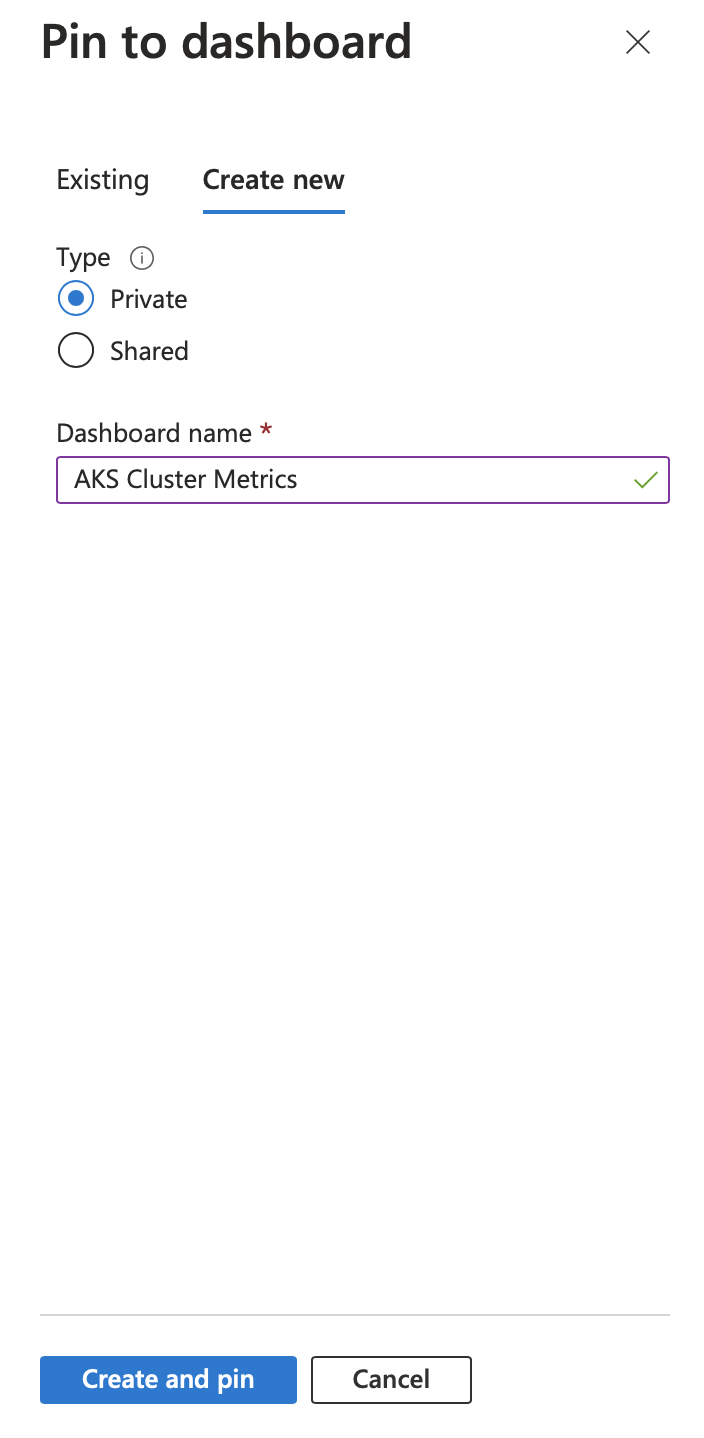 Pin to dashboard
Existing Create new
Type
Private
Shared
Dashboard name *
AKS Cluster Metrics
Create and pin Cancel